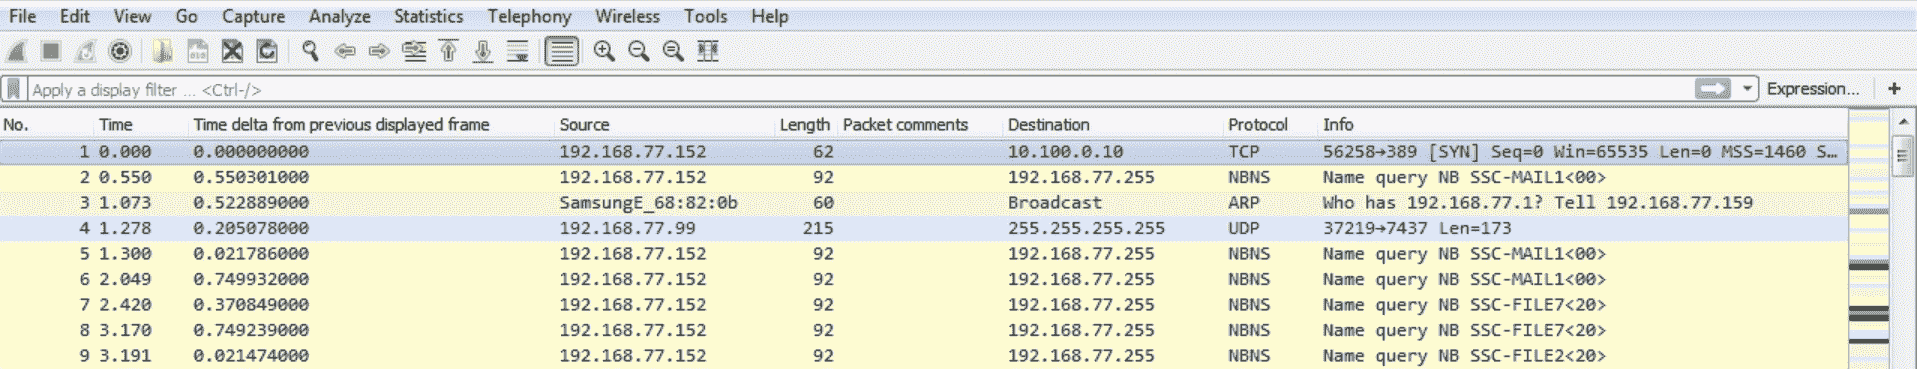 File Edit View Go Capture Analyze Statistics Telephony Wireless Tools Help
Apply a display filter ... <Ctrl-/> Expression... +
No. Time Time delta from previous displayed frame Source Length Packet comments Destination Protocol Info
1 0.000 0.000000000 192.168.77.152 62 10.100.0.10 TCP 56258→389 [SYN] Seq=0 Win=65535 Len=0 MSS=1460 S…
2 0.550 0.550301000 192.168.77.152 92 192.168.77.255 NBNS Name query NB SSC-MAIL1<00>
3 1.073 0.522889000 SamsungE_68:82:0b 60 Broadcast ARP Who has 192.168.77.1? Tell 192.168.77.159
4 1.278 0.205078000 192.168.77.99 215 255.255.255.255 UDP 37219→7437 Len=173
5 1.300 0.021786000 192.168.77.152 92 192.168.77.255 NBNS Name query NB SSC-MAIL1<00>
6 2.049 0.749932000 192.168.77.152 92 192.168.77.255 NBNS Name query NB SSC-MAIL1<00>
7 2.420 0.370849000 192.168.77.152 92 192.168.77.255 NBNS Name query NB SSC-FILE7<20>
8 3.170 0.749239000 192.168.77.152 92 192.168.77.255 NBNS Name query NB SSC-FILE7<20>
9 3.191 0.021474000 192.168.77.152 92 192.168.77.255 NBNS Name query NB SSC-FILE2<20>